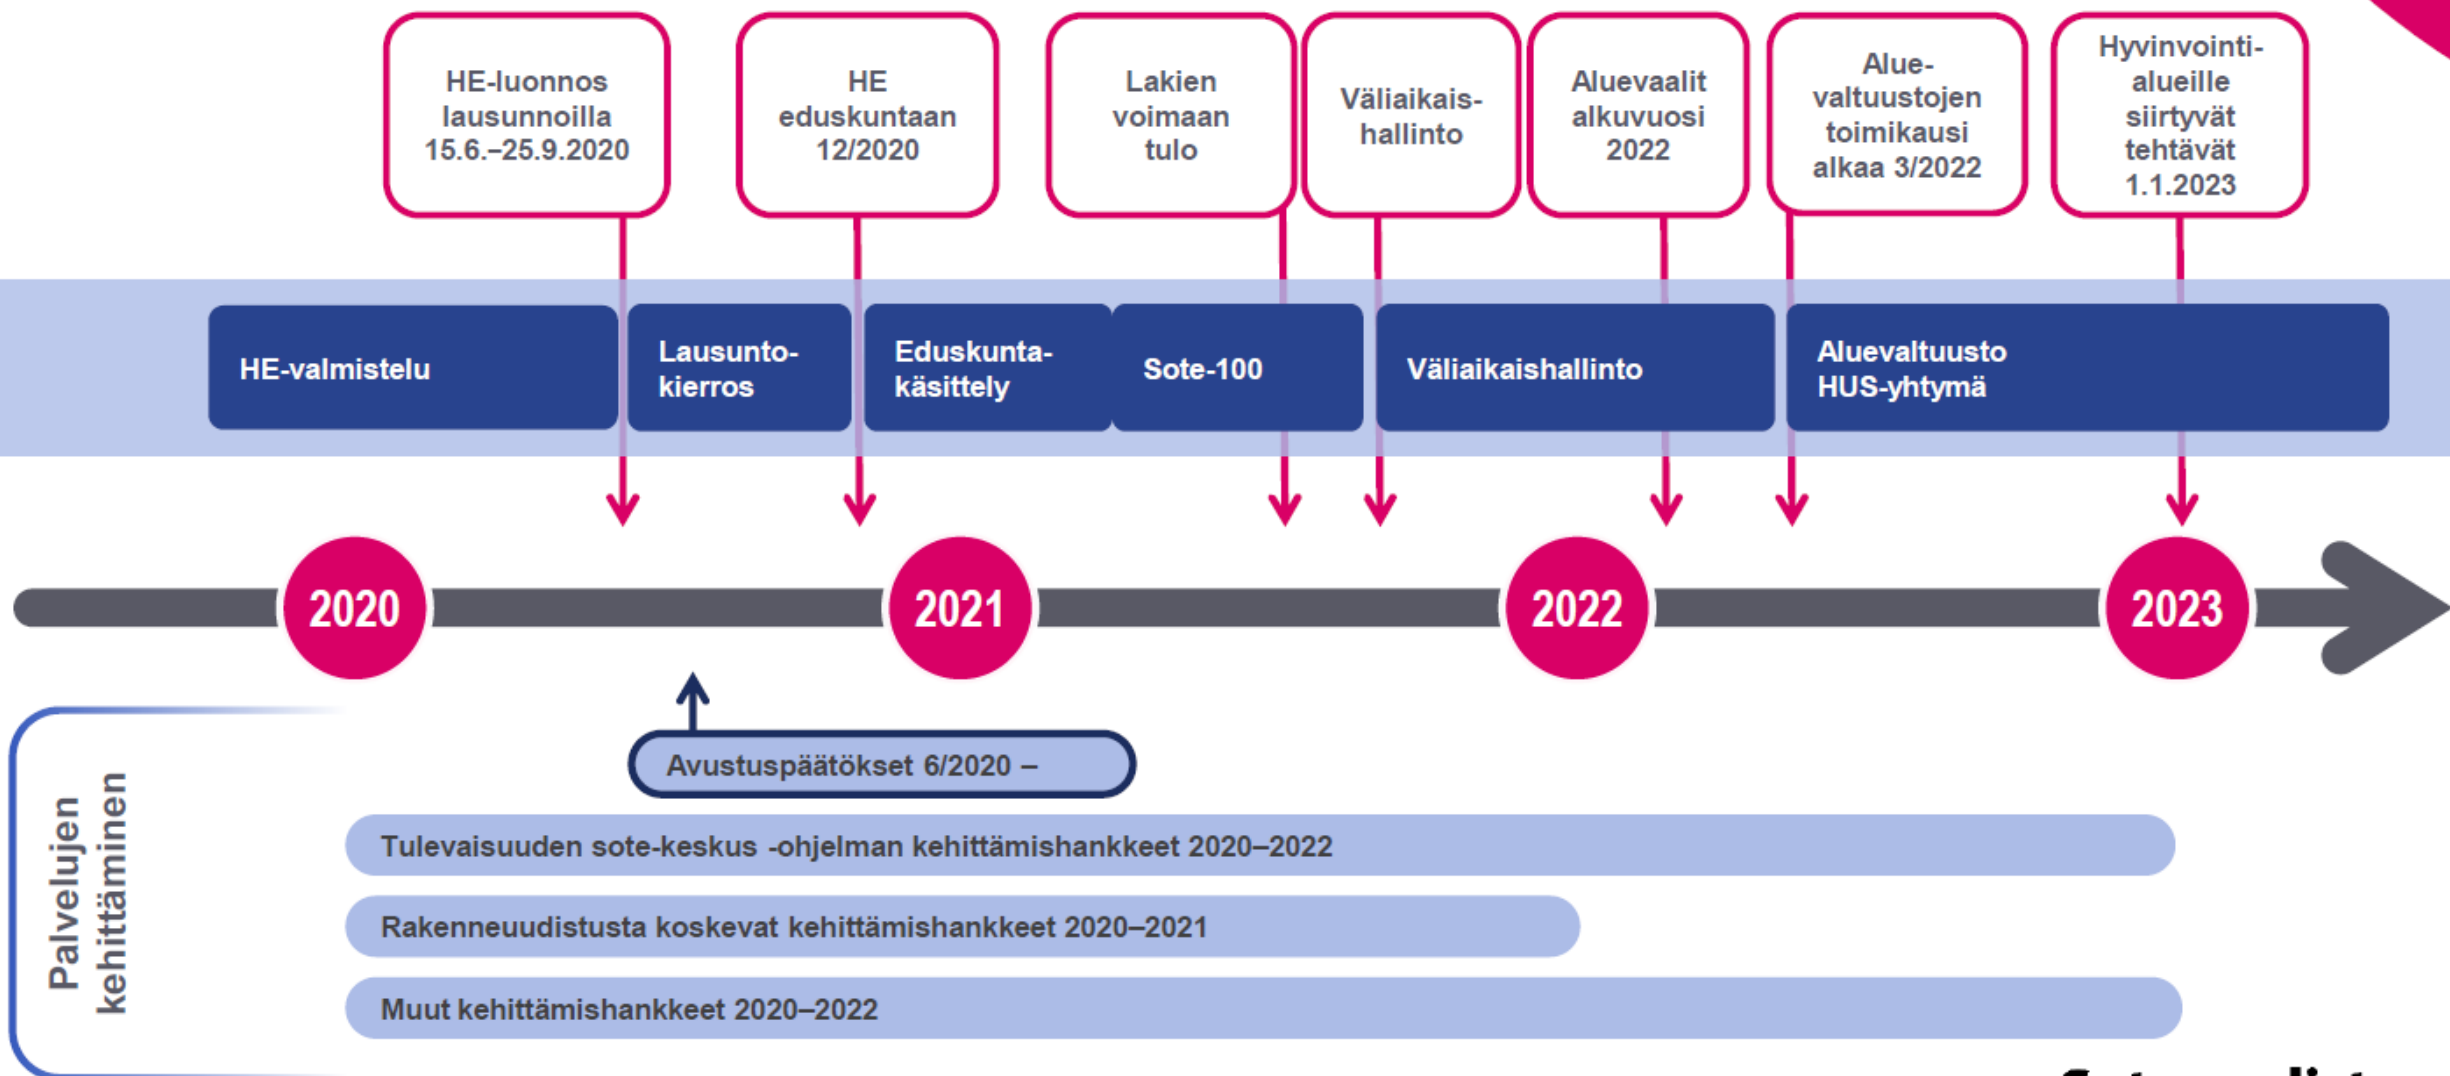 HE-luonnos
lausunnoilla
15.6.–25.9.2020
HE
eduskuntaan
12/2020
Lakien
voimaan
tulo
Väliaikais-
hallinto
Aluevaalit
alkuvuosi
2022
Alue-
valtuustojen
toimikausi
alkaa 3/2022
Hyvinvointi-
alueille
siirtyvät
tehtävät
1.1.2023
HE-valmistelu
Lausunto-
kierros
Eduskunta-
käsittely
Sote-100
Väliaikaishallinto
Aluevaltuusto
HUS-yhtymä
2020
2021
2022
2023
Avustuspäätökset 6/2020 –
Palvelujen
kehittäminen
Tulevaisuuden sote-keskus -ohjelman kehittämishankkeet 2020–2022
Rakenneuudistusta koskevat kehittämishankkeet 2020–2021
Muut kehittämishankkeet 2020–2022